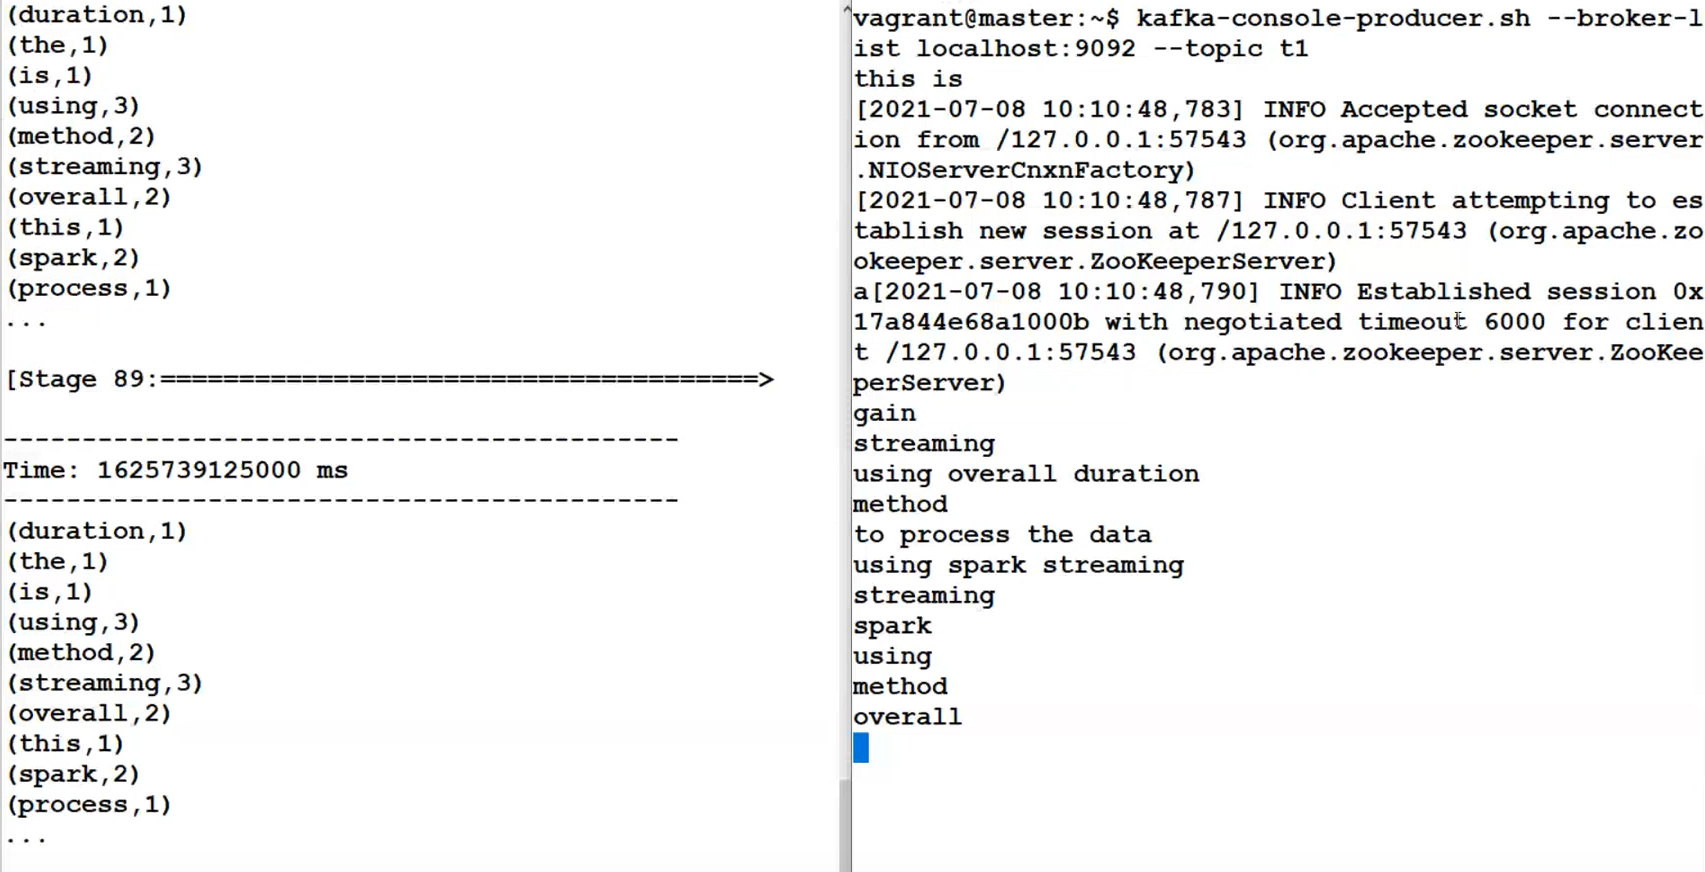 (duration,1)
(the,1)
(is,1)
(using,3)
(method,2)
(streaming,3)
(overall,2)
(this,1)
(spark,2)
(process,1)
...
[Stage 89:======================================>
-------------------------------------------
Time: 1625739125000 ms
-------------------------------------------
(duration,1)
(the,1)
(is,1)
(using,3)
(method,2)
(streaming,3)
(overall,2)
(this,1)
(spark,2)
(process,1)
...
vagrant@master:~$ kafka-console-producer.sh --broker-l
ist localhost:9092 --topic t1
this is
[2021-07-08 10:10:48,783] INFO Accepted socket connect
ion from /127.0.0.1:57543 (org.apache.zookeeper.server
.NIOServerCnxnFactory)
[2021-07-08 10:10:48,787] INFO Client attempting to es
tablish new session at /127.0.0.1:57543 (org.apache.zo
okeeper.server.ZooKeeperServer)
a[2021-07-08 10:10:48,790] INFO Established session 0x
17a844e68a1000b with negotiated timeout 6000 for clien
t /127.0.0.1:57543 (org.apache.zookeeper.server.ZooKee
perServer)
gain
streaming
using overall duration
method
to process the data
using spark streaming
streaming
spark
using
method
overall